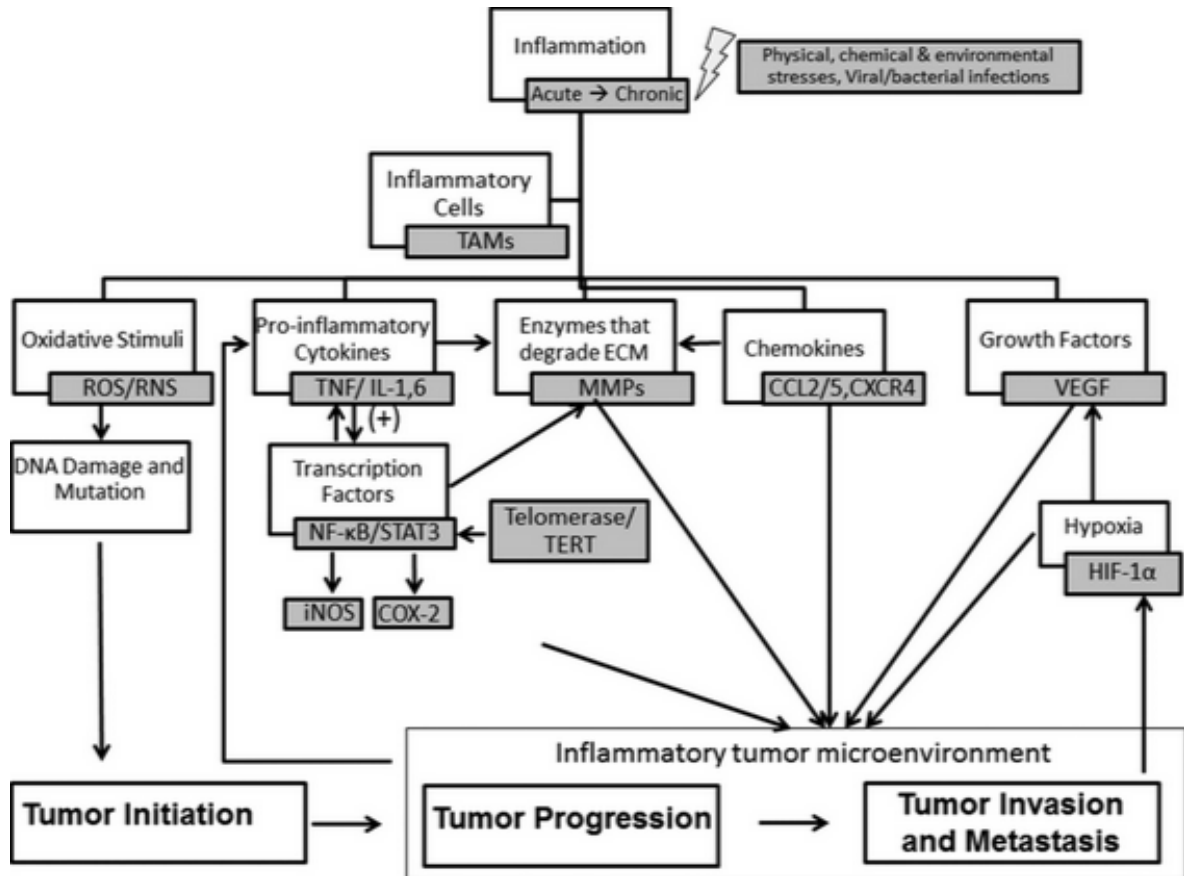 Inflammation
Acute → Chronic
Physical, chemical & environmental
stresses, Viral/bacterial infections
Inflammatory
Cells
TAMs
Oxidative Stimuli
ROS/RNS
Pro-inflammatory
Cytokines
TNF/ IL-1,6
Enzymes that
degrade ECM
MMPs
Chemokines
CCL2/5,CXCR4
Growth Factors
VEGF
(+)
DNA Damage and
Mutation
Transcription
Factors
NF-κB/STAT3
Telomerase/
TERT
Hypoxia
HIF-1α
iNOS
COX-2
Inflammatory tumor microenvironment
Tumor Initiation
Tumor Progression
Tumor Invasion
and Metastasis